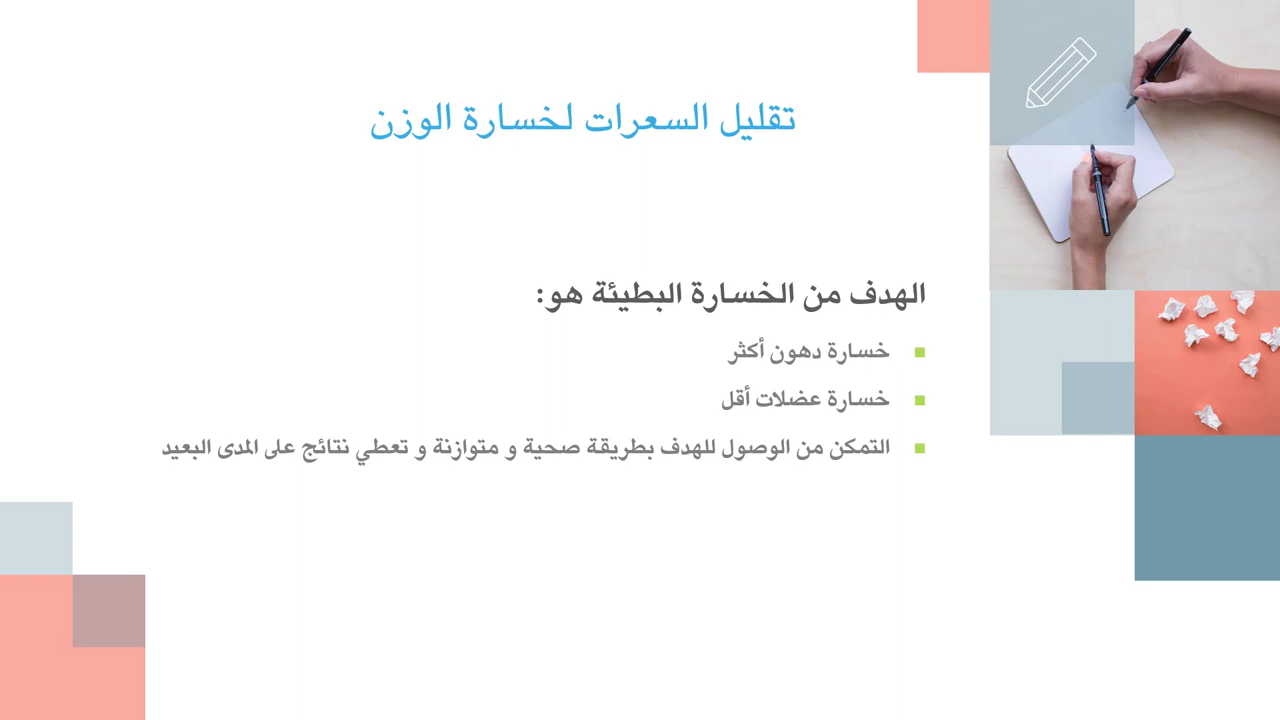 تقليل السعرات لخسارة الوزن
الهدف من الخسارة البطيئة هو:
خسارة دهون أكثر
خسارة عضلات أقل
التمكن من الوصول للهدف بطريقة صحية و متوازنة و تعطي نتائج على المدى البعيد